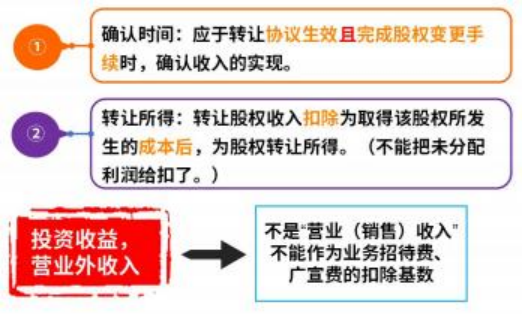 ①
确认时间：应于转让协议生效且完成股权变更手
续时，确认收入的实现。
②
转让所得：转让股权收入扣除为取得该股权所发
生的成本后，为股权转让所得。（不能把未分配
利润给扣了。）
投资收益，
营业外收入
不是“营业（销售）收入”
不能作为业务招待费、
广宣费的扣除基数